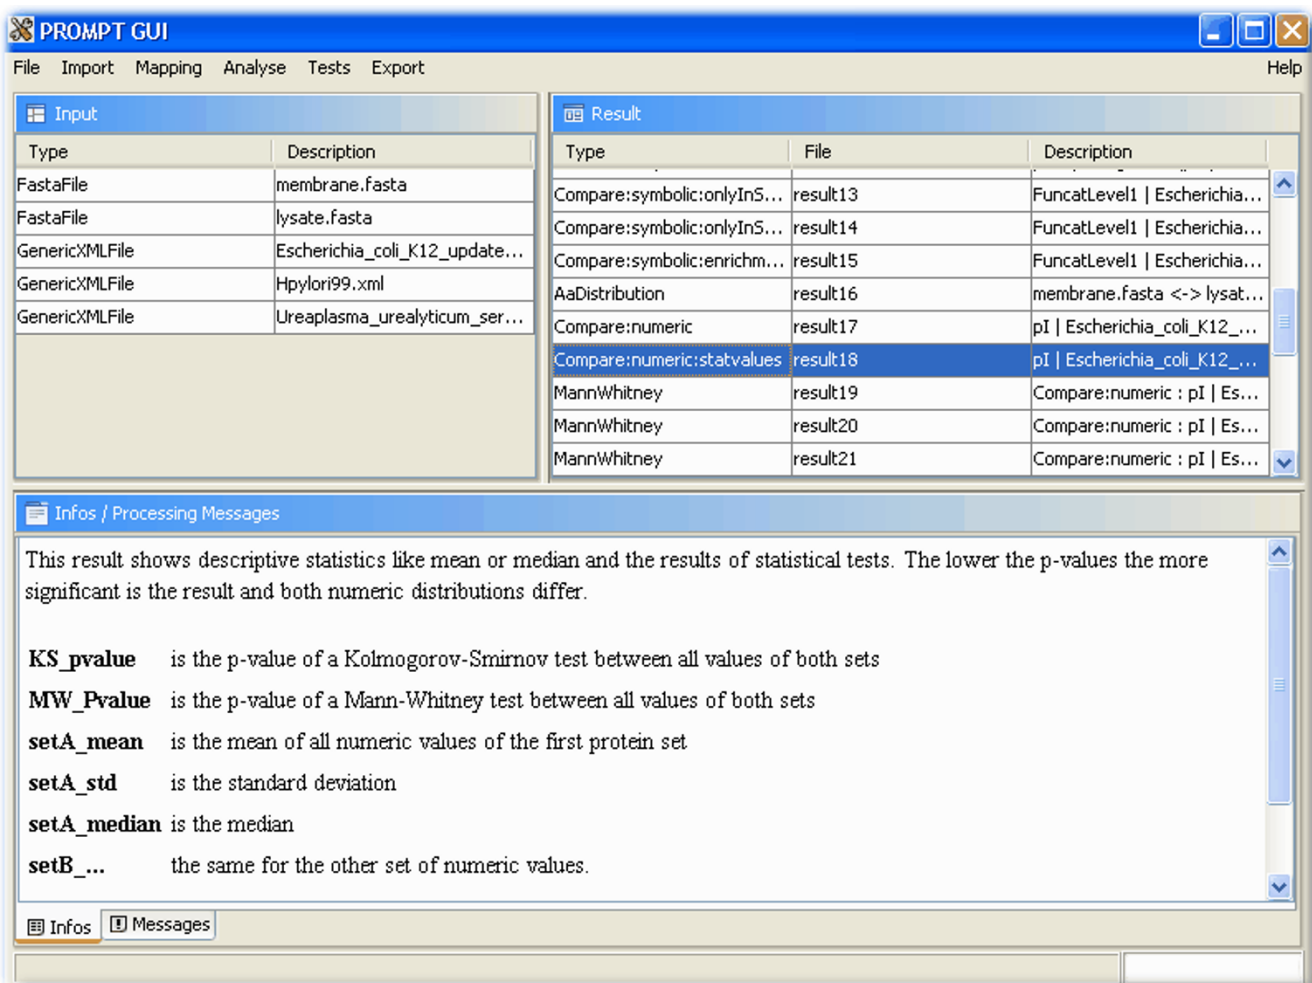 PROMPT GUI
File Import Mapping Analyse Tests Export Help
Input
Type Description
FastaFile membrane.fasta
FastaFile lysate.fasta
GenericXMLFile Escherichia_coli_K12_update...
GenericXMLFile Hpylori99.xml
GenericXMLFile Ureaplasma_urealyticum_ser...
Result
Type File Description
Compare:symbolic:onlyInS... result13 FuncatLevel1 | Escherichia...
Compare:symbolic:onlyInS... result14 FuncatLevel1 | Escherichia...
Compare:symbolic:enrichm... result15 FuncatLevel1 | Escherichia...
AaDistribution result16 membrane.fasta <-> lysat...
Compare:numeric result17 pI | Escherichia_coli_K12_...
Compare:numeric:statvalues result18 pI | Escherichia_coli_K12_...
MannWhitney result19 Compare:numeric : pI | Es...
MannWhitney result20 Compare:numeric : pI | Es...
MannWhitney result21 Compare:numeric : pI | Es...
Infos / Processing Messages
This result shows descriptive statistics like mean or median and the results of statistical tests. The lower the p-values the more
significant is the result and both numeric distributions differ.
KS_pvalue is the p-value of a Kolmogorov-Smirnov test between all values of both sets
MW_Pvalue is the p-value of a Mann-Whitney test between all values of both sets
setA_mean is the mean of all numeric values of the first protein set
setA_std is the standard deviation
setA_median is the median
setB_... the same for the other set of numeric values.
Infos Messages